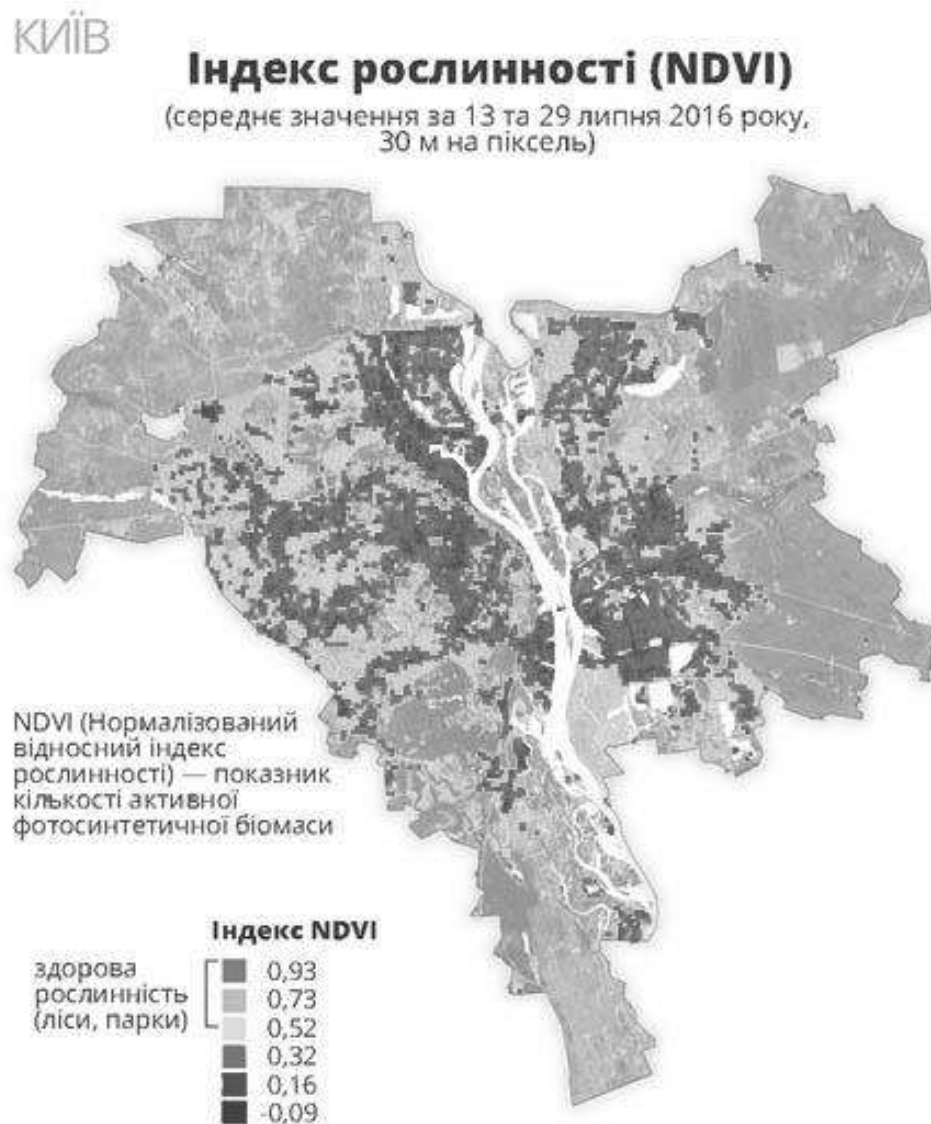 КИЇВ
Індекс рослинності (NDVI)
(середнє значення за 13 та 29 липня 2016 року,
30 м на піксель)
NDVI (Нормалізований
відносний індекс
рослинності) — показник
кількості активної
фотосинтетичної біомаси
Індекс NDVI
здорова
рослинність
(ліси, парки)
0,93
0,73
0,52
0,32
0,16
-0,09